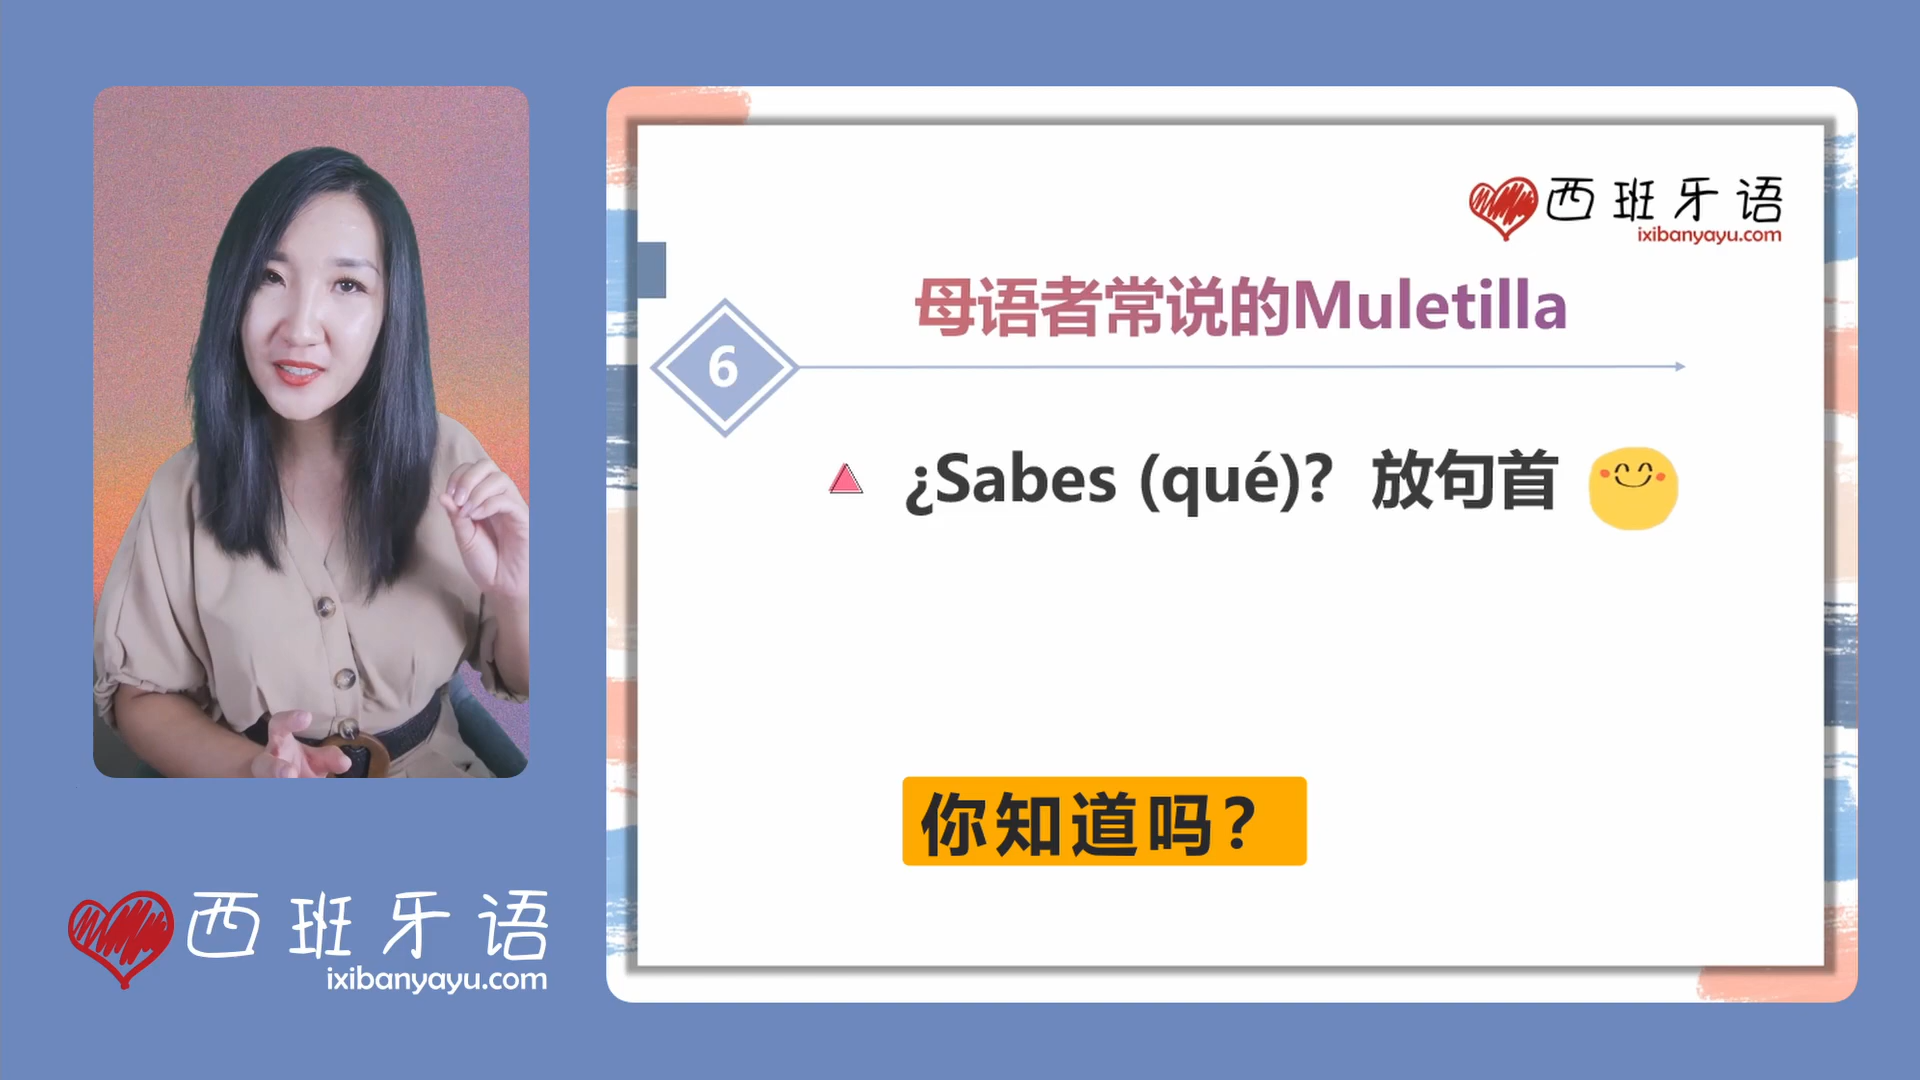 西班牙语
ixibanyayu.com
母语者常说的Muletilla
6
¿Sabes (qué)? 放句首
你知道吗?
西班牙语
ixibanyayu.com